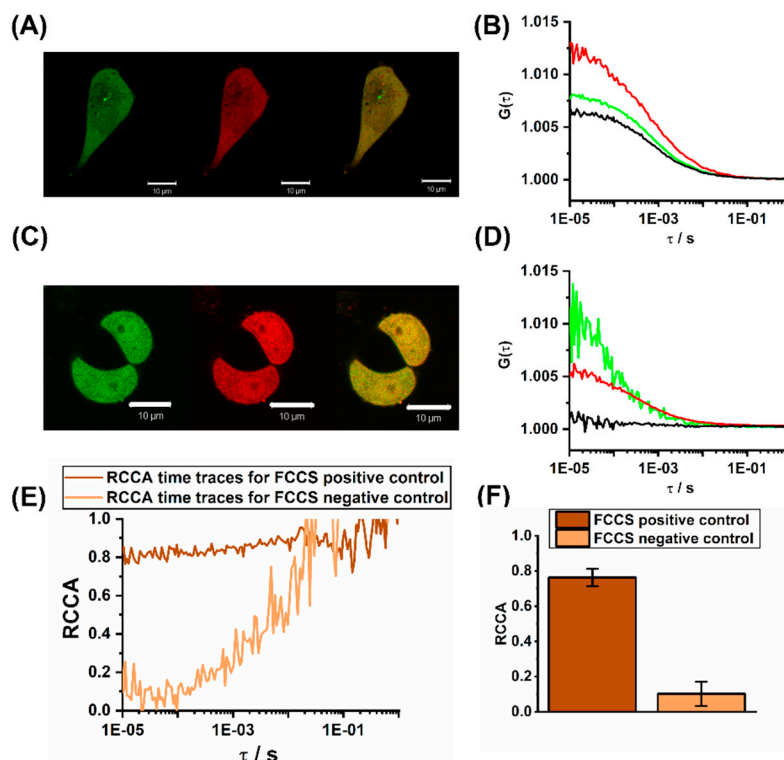 (A)
10 µm
10 µm
10 µm
(B)
1.015
1.010
1.005
1.000
G(τ)
1E-05
1E-03
1E-01
τ / s
(C)
10 µm
10 µm
10 µm
(D)
1.015
1.010
1.005
1.000
G(τ)
1E-05
1E-03
1E-01
τ / s
(E)
RCCA time traces for FCCS positive control
RCCA time traces for FCCS negative control
1.0
0.8
0.6
0.4
0.2
0.0
RCCA
1E-05
1E-03
1E-01
τ / s
(F)
FCCS positive control
FCCS negative control
1.0
0.8
0.6
0.4
0.2
0.0
RCCA